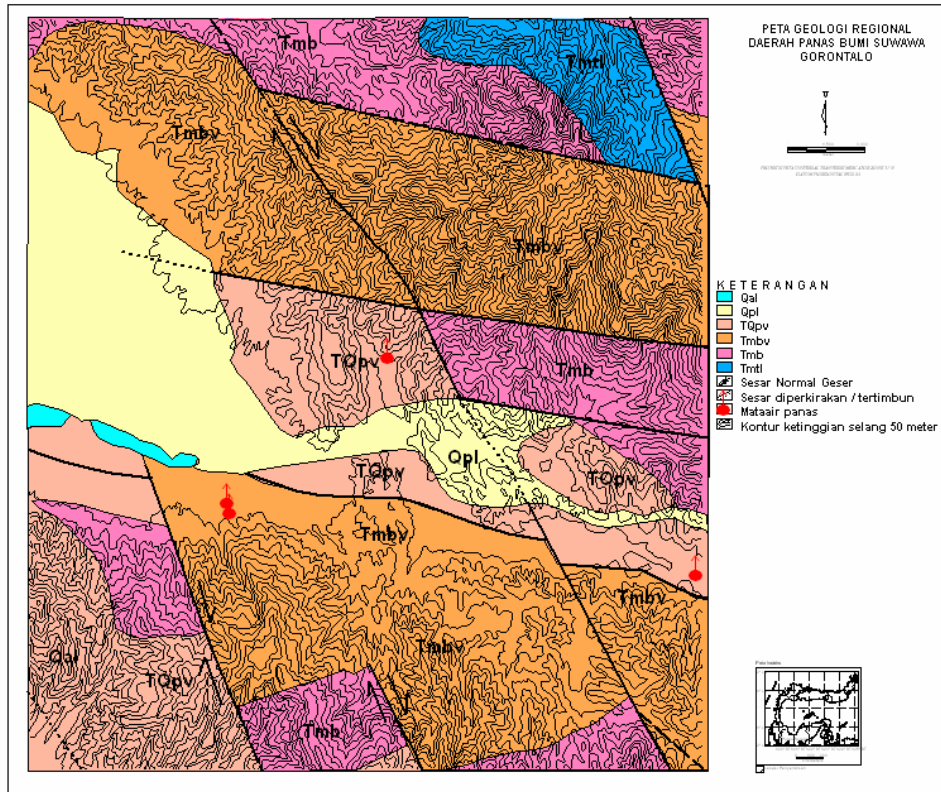 PETA GEOLOGI REGIONAL
DAERAH PANAS BUMI SUWAWA
GORONTALO
Tmb
Tmtl
Tmbv
Tmbv
TQpv
Tmb
Qpl
TQpv
TQpv
Tmbv
Tmbv
Tmbv
Qal
TQpv
Tmb
KETERANGAN
Qal
Qpl
TQpv
Tmbv
Tmb
Tmtl
Sesar Normal Geser
Sesar diperkirakan / tertimbun
Mataair panas
Kontur ketinggian selang 50 meter